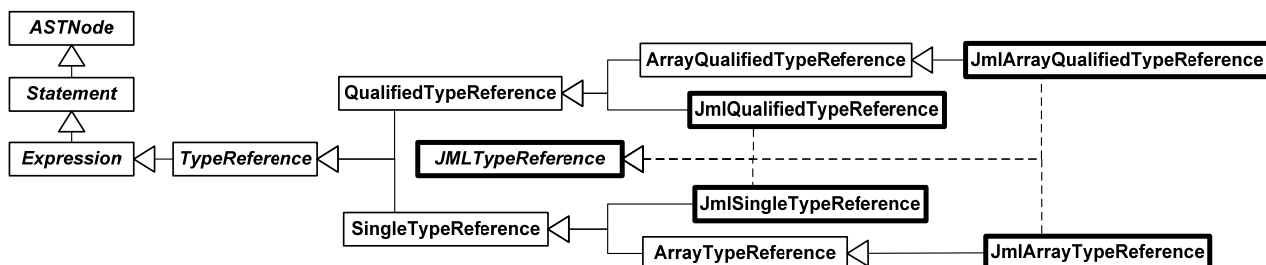 ASTNode
Statement
Expression
TypeReference
QualifiedTypeReference
JMLTypeReference
SingleTypeReference
ArrayQualifiedTypeReference
JmlQualifiedTypeReference
JmlSingleTypeReference
ArrayTypeReference
JmlArrayQualifiedTypeReference
JmlArrayTypeReference